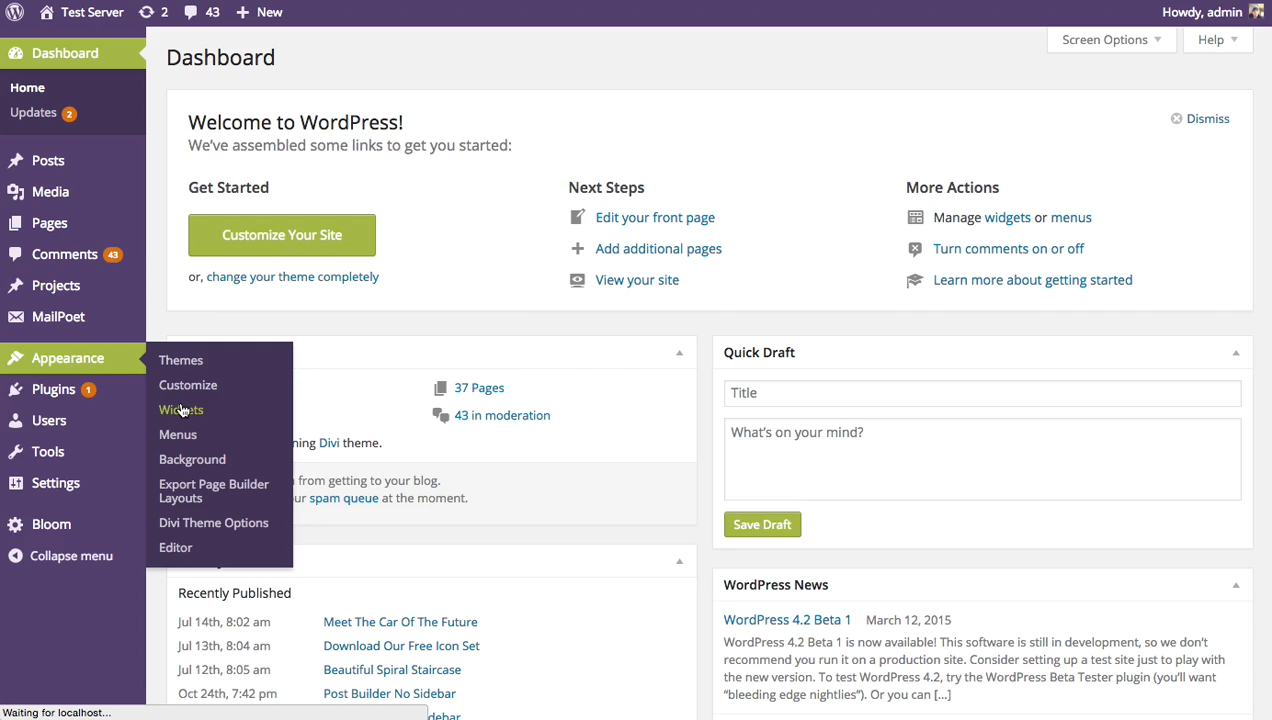 Test Server 2 43 New Howdy, admin
Dashboard
Home
Updates 2
Posts
Media
Pages
Comments 43
Projects
MailPoet
Appearance
Plugins 1
Users
Tools
Settings
Bloom
Collapse menu
Themes
Customize
Widgets
Menus
Background
Export Page Builder
Layouts
Divi Theme Options
Editor
Dashboard
Screen Options
Help
Welcome to WordPress!
We've assembled some links to get you started:
Dismiss
Get Started
Customize Your Site
or, change your theme completely
Next Steps
Edit your front page
Add additional pages
View your site
More Actions
Manage widgets or menus
Turn comments on or off
Learn more about getting started
37 Pages
43 in moderation
Divi theme.
from getting to your blog.
spam queue at the moment.
Recently Published
Jul 14th, 8:02 am Meet The Car Of The Future
Jul 13th, 8:04 am Download Our Free Icon Set
Jul 12th, 8:05 am Beautiful Spiral Staircase
Oct 24th, 7:42 pm Post Builder No Sidebar
Quick Draft
Title
What's on your mind?
Save Draft
WordPress News
WordPress 4.2 Beta 1 March 12, 2015
WordPress 4.2 Beta 1 is now available! This software is still in development, so we don't
recommend you run it on a production site. Consider setting up a test site just to play with
the new version. To test WordPress 4.2, try the WordPress Beta Tester plugin (you'll want
"bleeding edge nightlies"). Or you can [...]
Waiting for localhost...